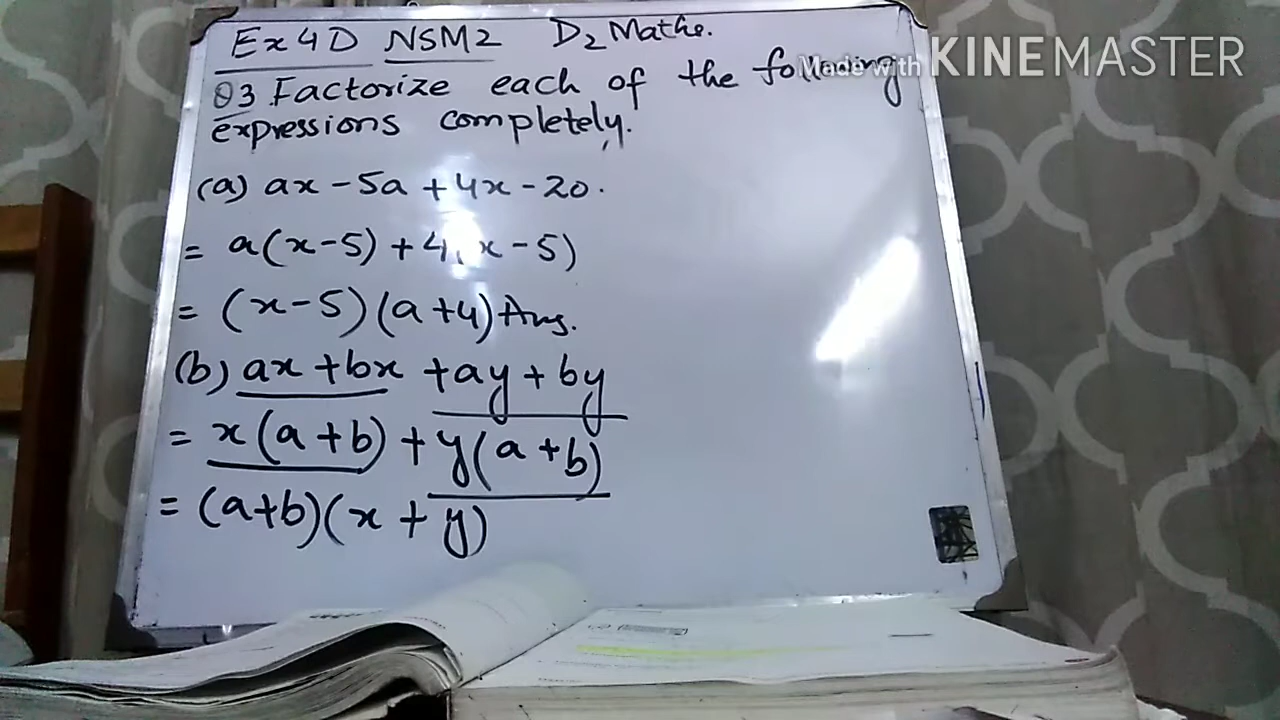 Ex 4D NSM2 D2 Maths.
Made with KINEMASTER
Q3 Factorize each of the following
expressions completely.
(a) ax - 5a + 4x - 20.
= a(x-5) + 4(x-5)
= (x-5)(a+4) Ans.
(b) ax + bx + ay + by
= x(a+b) + y(a+b)
= (a+b)(x+y)